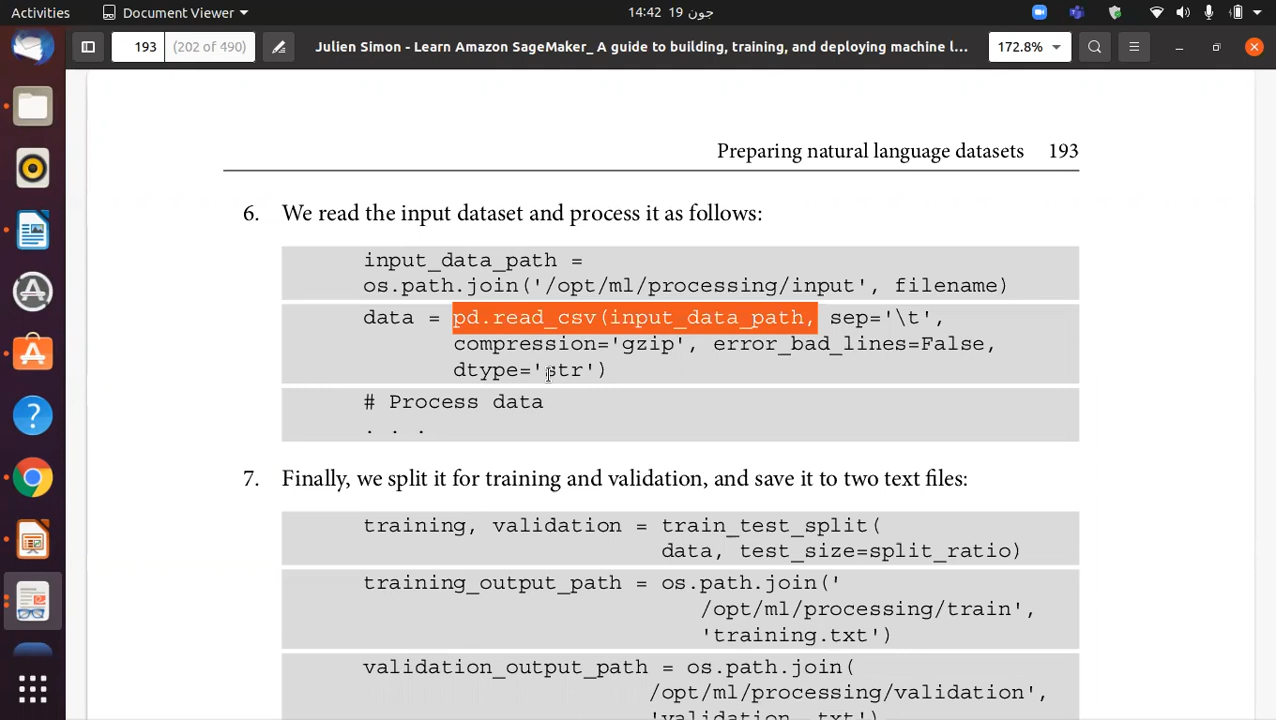 Activities
Document Viewer
جون 19  14:42
193
(202 of 490)
Julien Simon - Learn Amazon SageMaker_ A guide to building, training, and deploying machine l...
172.8%
Preparing natural language datasets 193
6. We read the input dataset and process it as follows:
input_data_path =
os.path.join('/opt/ml/processing/input', filename)
data = pd.read_csv(input_data_path, sep='\t',
compression='gzip', error_bad_lines=False,
dtype='str')
# Process data
. . .
7. Finally, we split it for training and validation, and save it to two text files:
training, validation = train_test_split(
data, test_size=split_ratio)
training_output_path = os.path.join('
/opt/ml/processing/train',
'training.txt')
validation_output_path = os.path.join(
/opt/ml/processing/validation',
'validation.txt')